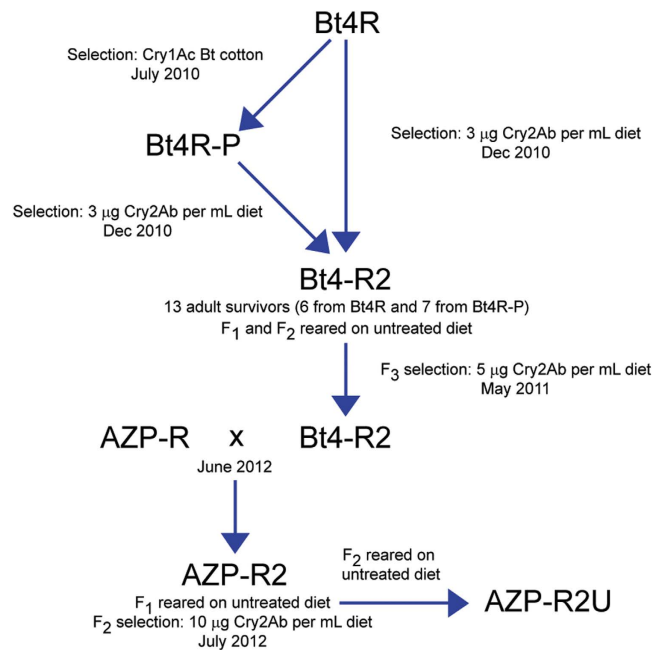 Bt4R
Selection: Cry1Ac Bt cotton
July 2010
Bt4R-P
Selection: 3 µg Cry2Ab per mL diet
Dec 2010
Selection: 3 µg Cry2Ab per mL diet
Dec 2010
Bt4-R2
13 adult survivors (6 from Bt4R and 7 from Bt4R-P)
F1 and F2 reared on untreated diet
F3 selection: 5 µg Cry2Ab per mL diet
May 2011
AZP-R x Bt4-R2
June 2012
AZP-R2
F1 reared on untreated diet
F2 selection: 10 µg Cry2Ab per mL diet
July 2012
F2 reared on
untreated diet
AZP-R2U